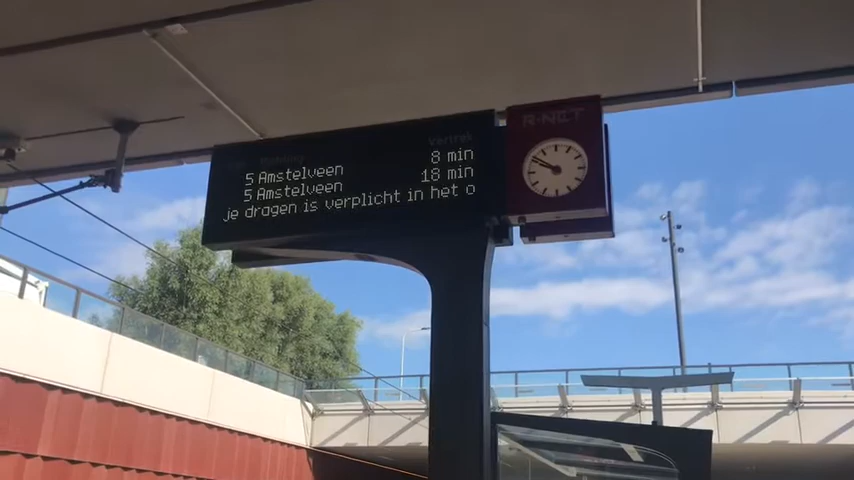 R-NET
Vertrek
5 Amstelveen 8 min
5 Amstelveen 18 min
je dragen is verplicht in het o